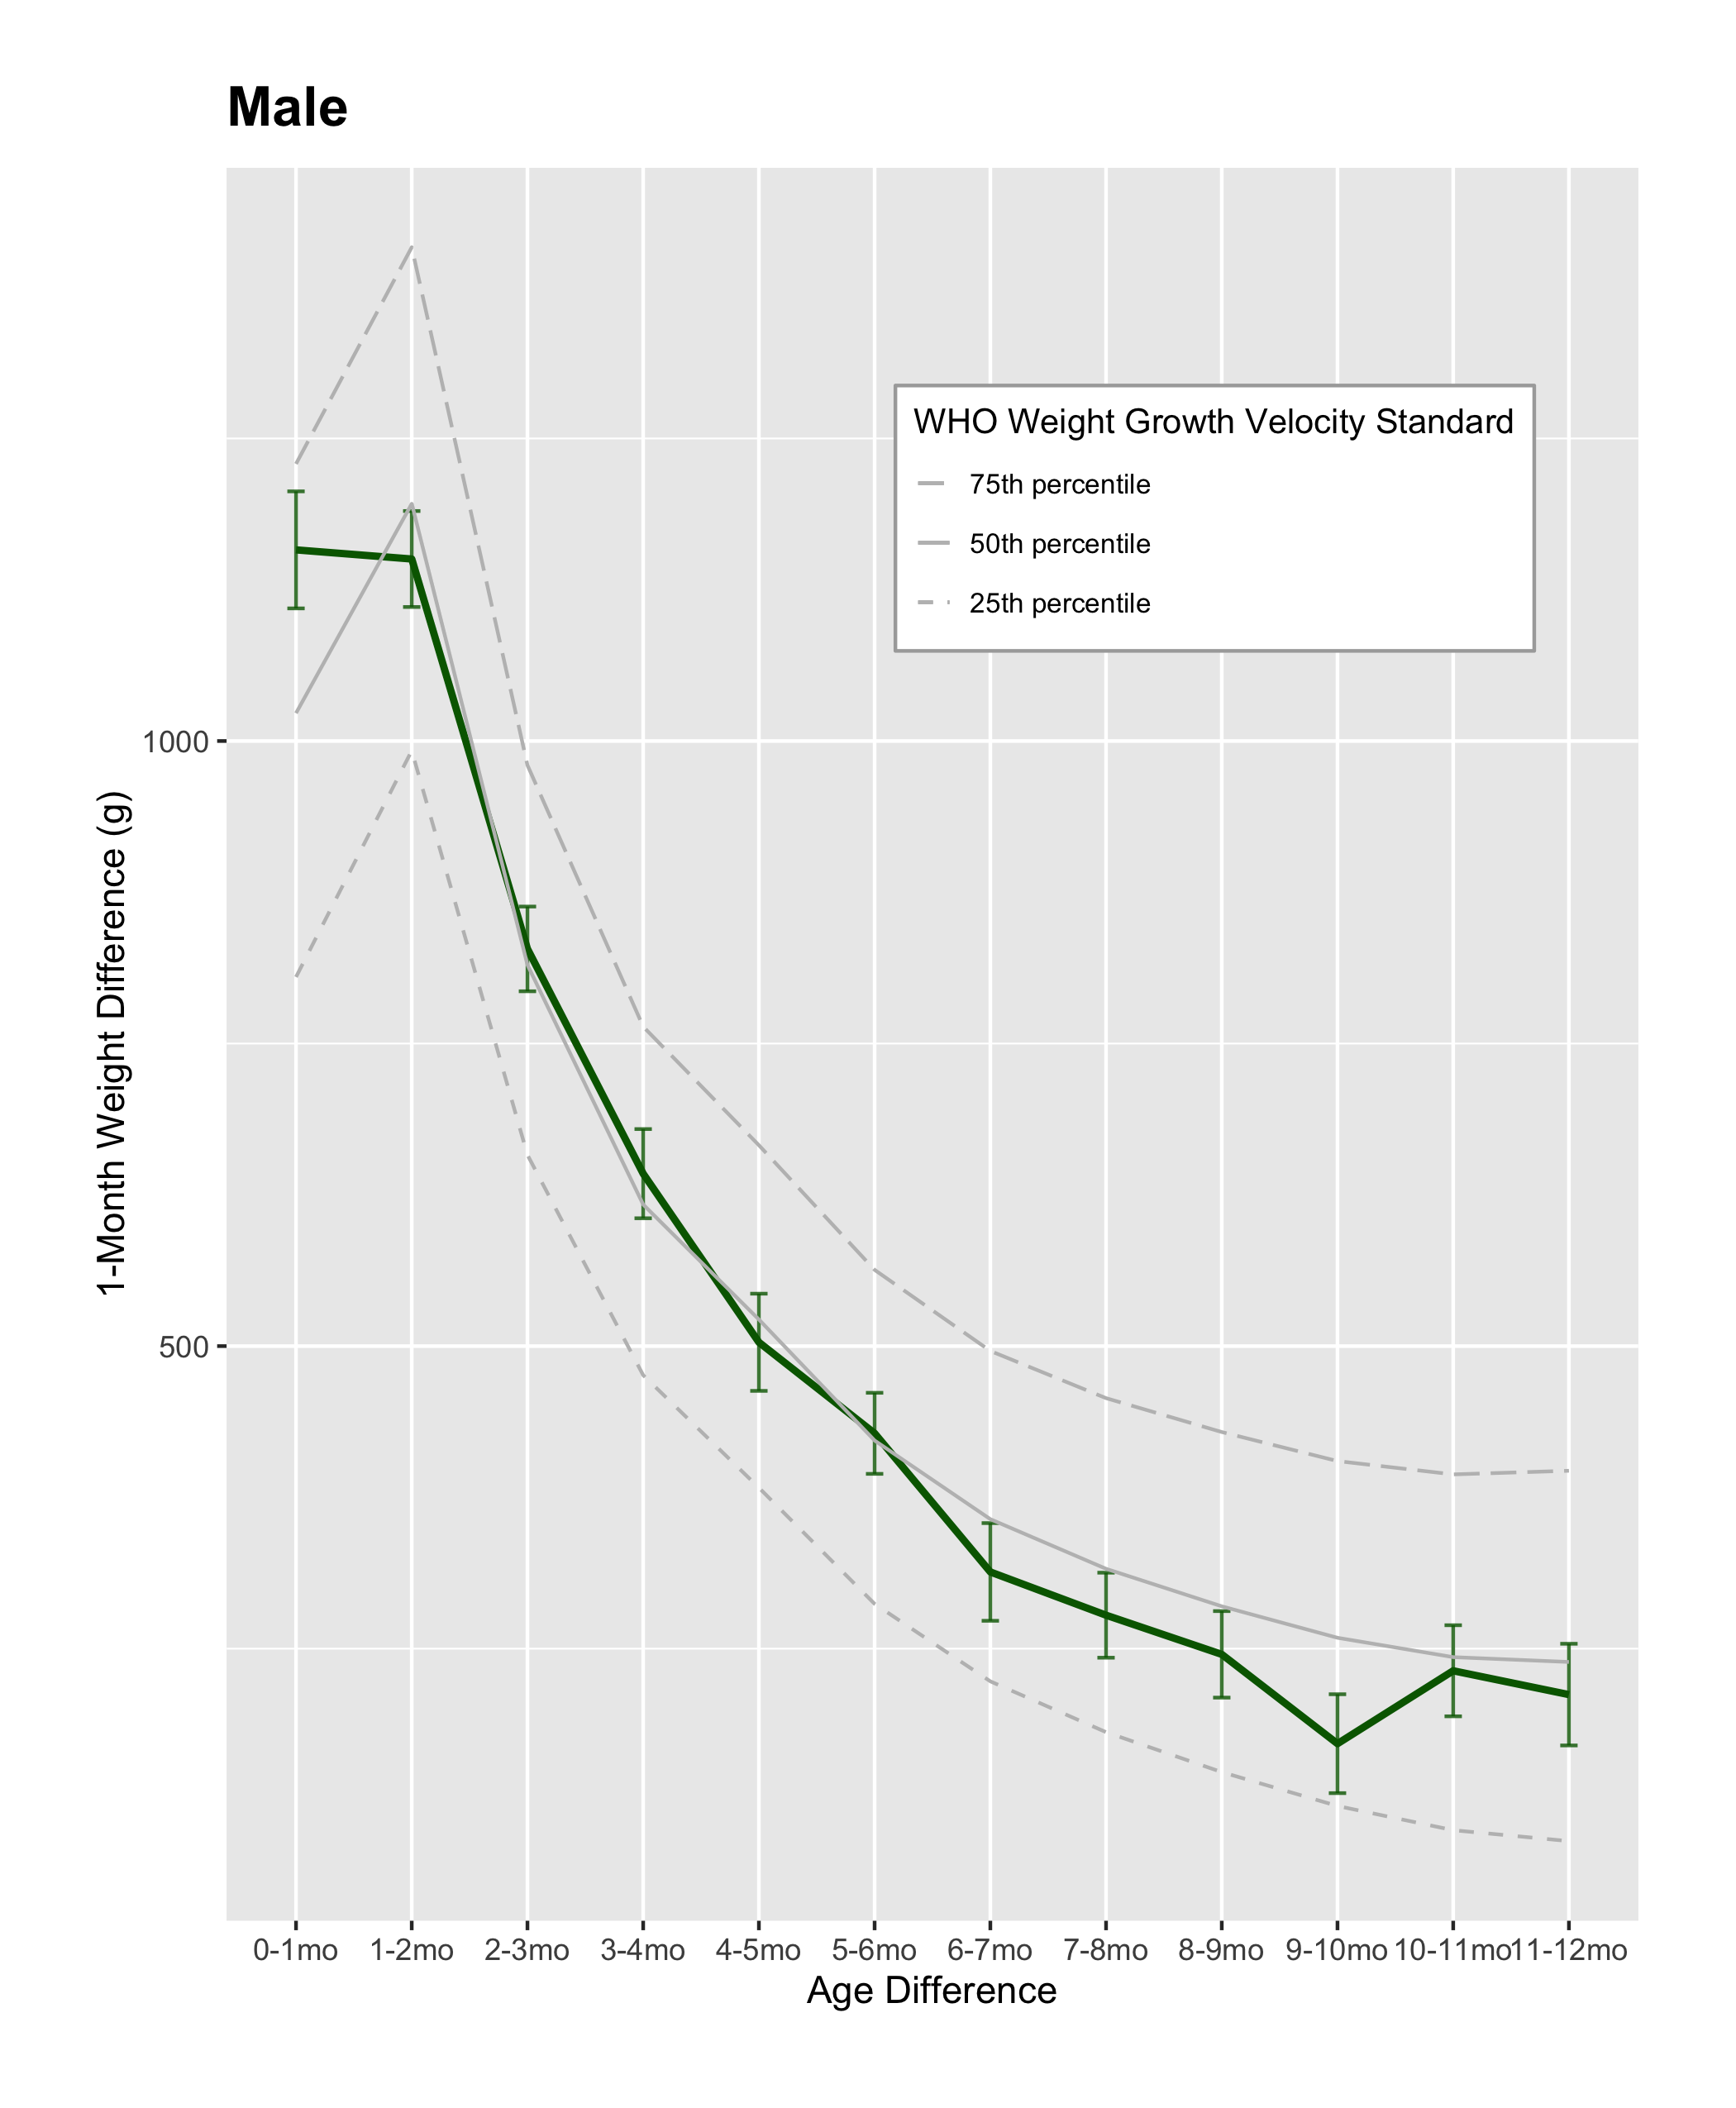 Male
WHO Weight Growth Velocity Standard
75th percentile
50th percentile
25th percentile
1000
500
1-Month Weight Difference (g)
0-1mo 1-2mo 2-3mo 3-4mo 4-5mo 5-6mo 6-7mo 7-8mo 8-9mo 9-10mo 10-11mo 11-12mo
Age Difference